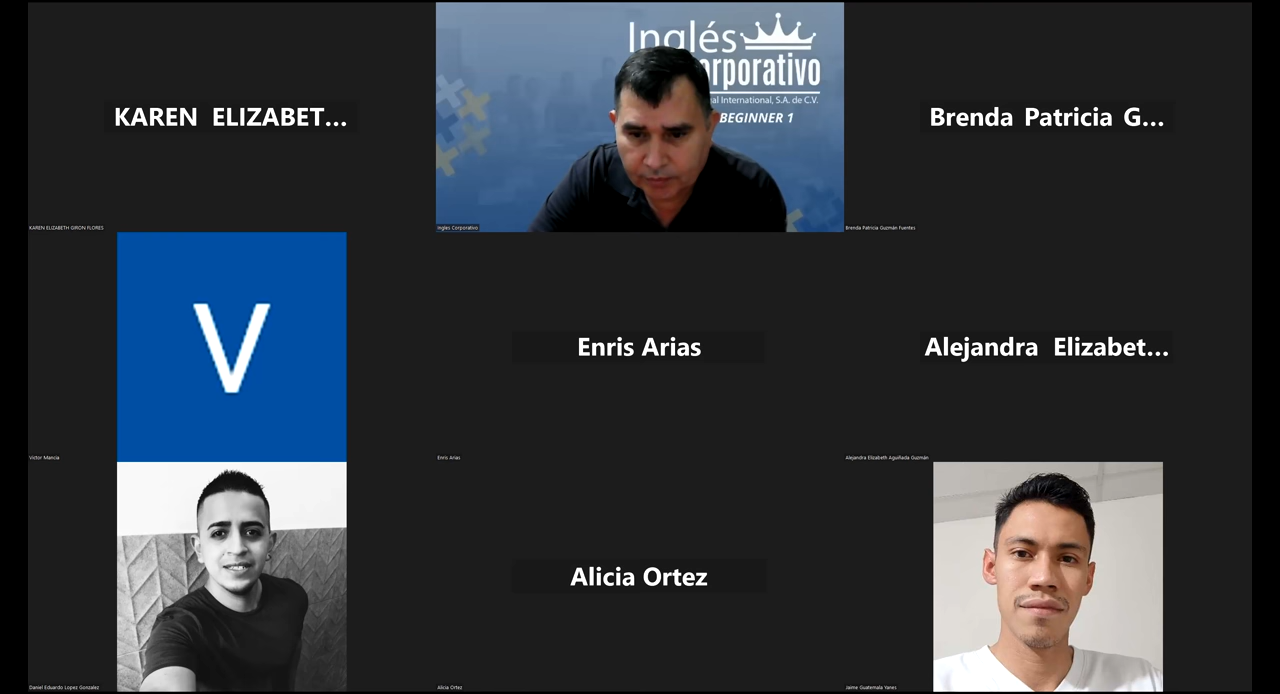 KAREN ELIZABET...
KAREN ELIZABETH GIRON FLORES
Inglés
orporativo
al International, S.A. de C.V.
BEGINNER 1
Ingles Corporativo
Brenda Patricia G...
Brenda Patricia Guzmán Fuentes
V
Victor Mancia
Enris Arias
Enris Arias
Alejandra Elizabet...
Alejandra Elizabeth Aguiñada Guzmán
Daniel Eduardo Lopez Gonzalez
Alicia Ortez
Alicia Ortez
Jaime Guatemala Yanes